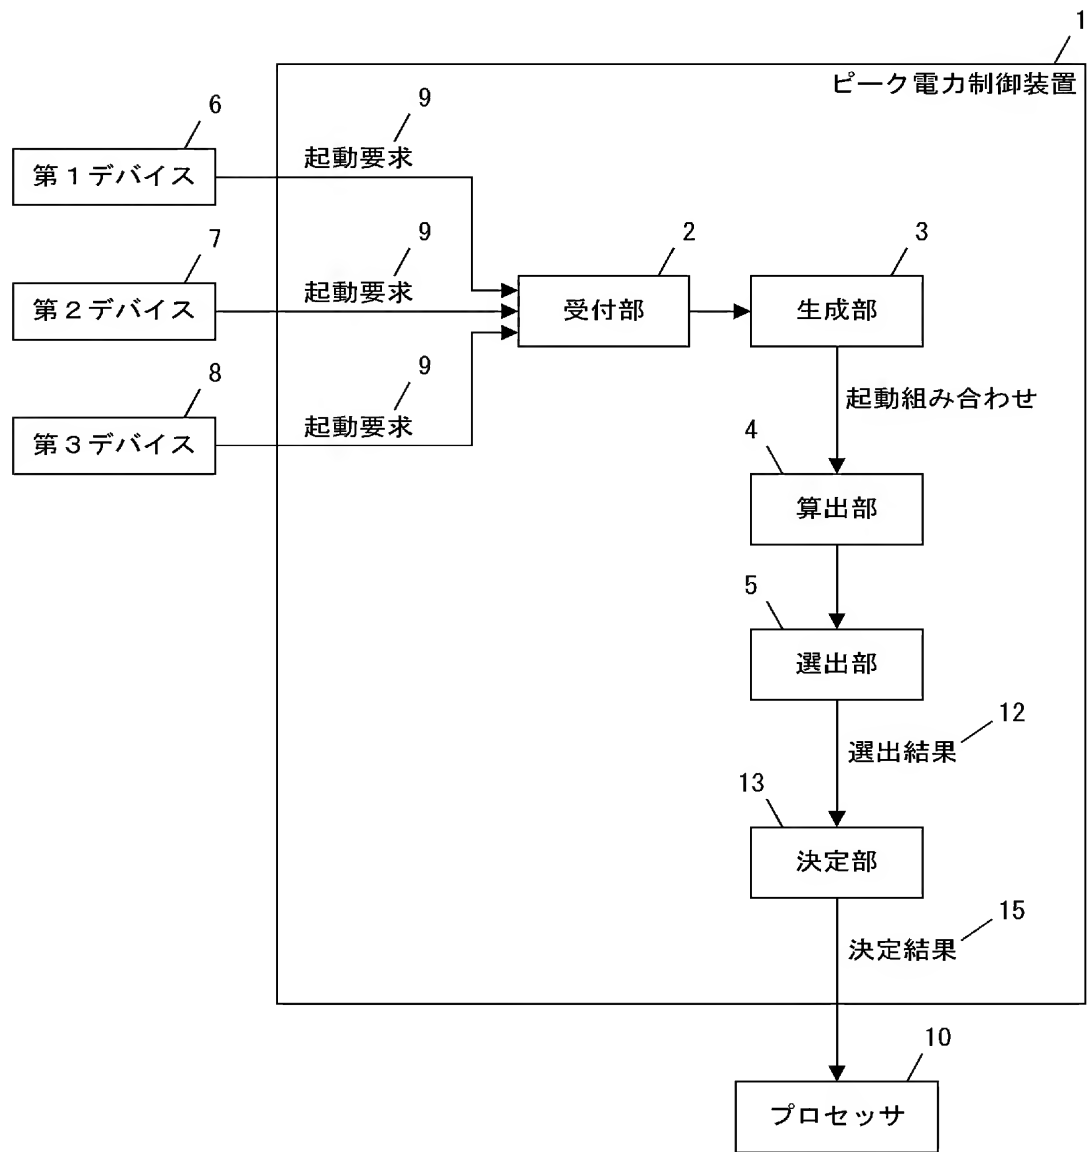 1
ピーク電力制御装置
6
第1デバイス
9
起動要求
7
第2デバイス
9
起動要求
2
受付部
3
生成部
8
第3デバイス
9
起動要求
起動組み合わせ
4
算出部
5
選出部
選出結果
12
13
決定部
決定結果
15
10
プロセッサ